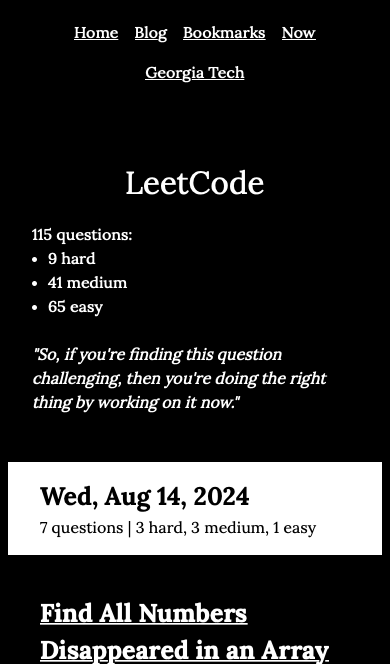 Home Blog Bookmarks Now
Georgia Tech
LeetCode
115 questions:
• 9 hard
• 41 medium
• 65 easy
"So, if you're finding this question
challenging, then you're doing the right
thing by working on it now."
Wed, Aug 14, 2024
7 questions | 3 hard, 3 medium, 1 easy
Find All Numbers
Disappeared in an Array